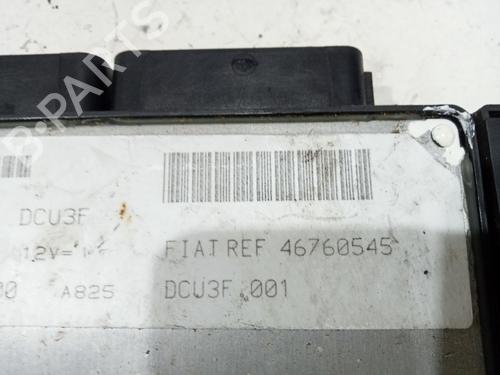 B-PARTS
DCU3F
12V=
FIAT REF 46760545
A825
DCU3F 001